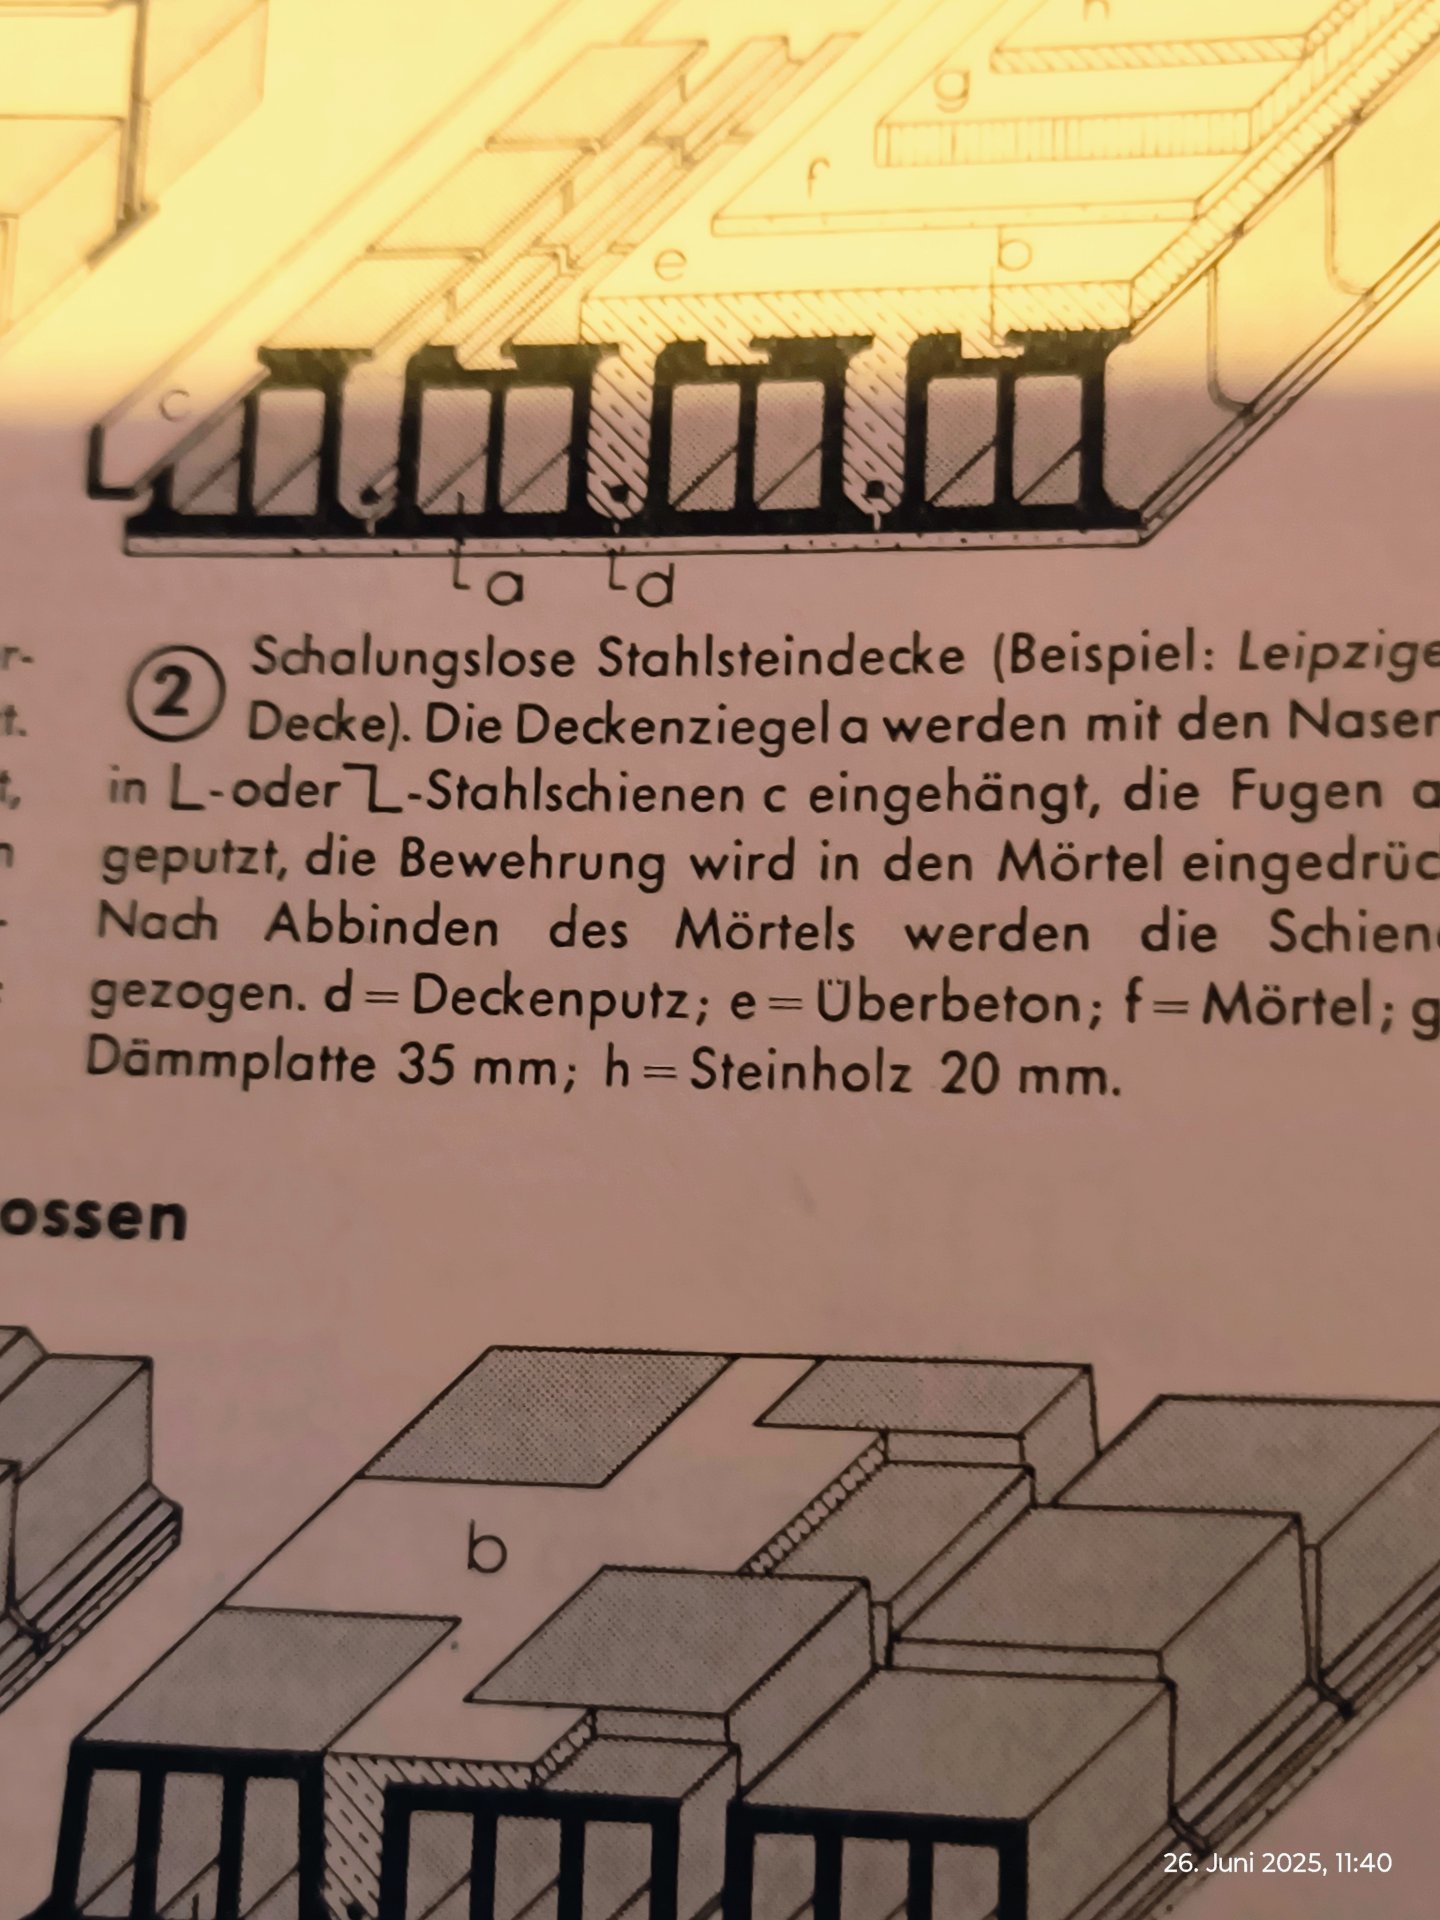 h
g
f
e
b
c
a
d
② Schalungslose Stahlsteindecke (Beispiel: Leipzige
Decke). Die Deckenziegel a werden mit den Nasen
in L- oder Z-Stahlschienen c eingehängt, die Fugen a
geputzt, die Bewehrung wird in den Mörtel eingedrüc
Nach Abbinden des Mörtels werden die Schien
gezogen. d = Deckenputz; e = Überbeton; f = Mörtel; g
Dämmplatte 35 mm; h = Steinholz 20 mm.
r-
t.
t,
n
-
ossen
b
26. Juni 2025, 11:40